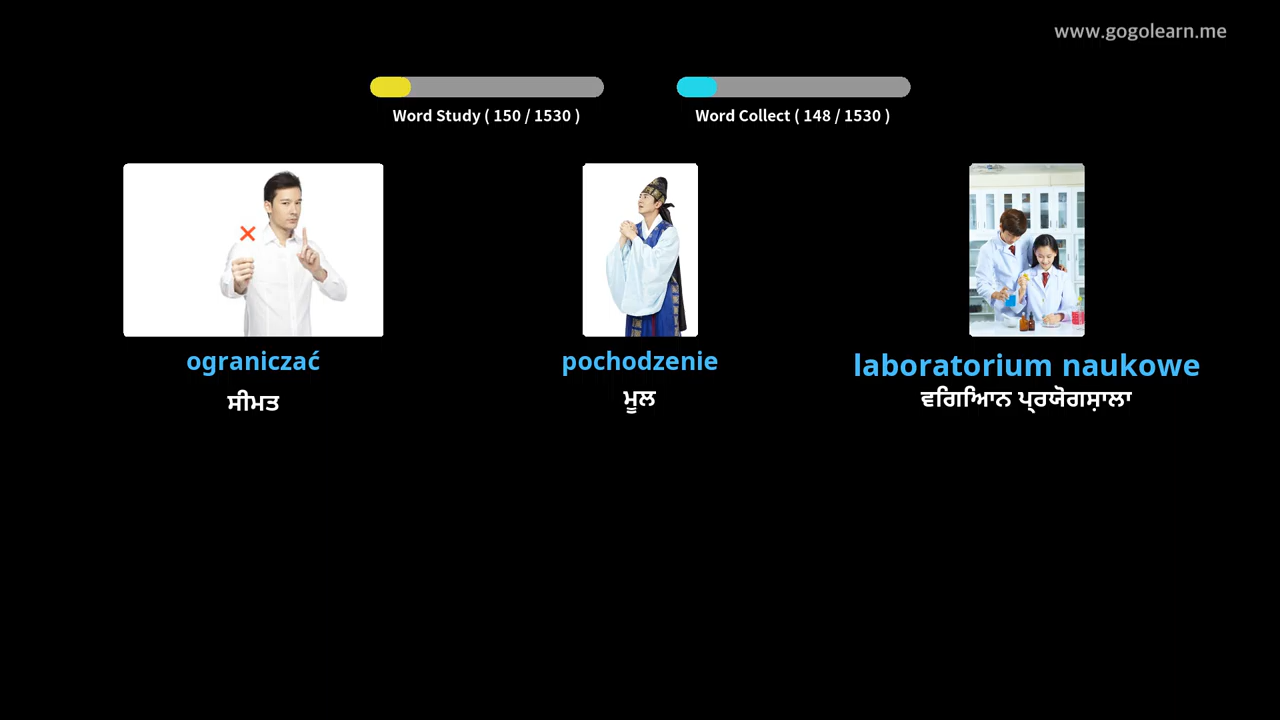 www.gogolearn.me
Word Study ( 150 / 1530 )
Word Collect ( 148 / 1530 )
ograniczać
pochodzenie
laboratorium naukowe
ਸੀਮਤ
ਮੂਲ
ਵਿਗਿਆਨ ਪ੍ਰਯੋਗਸ਼ਾਲਾ